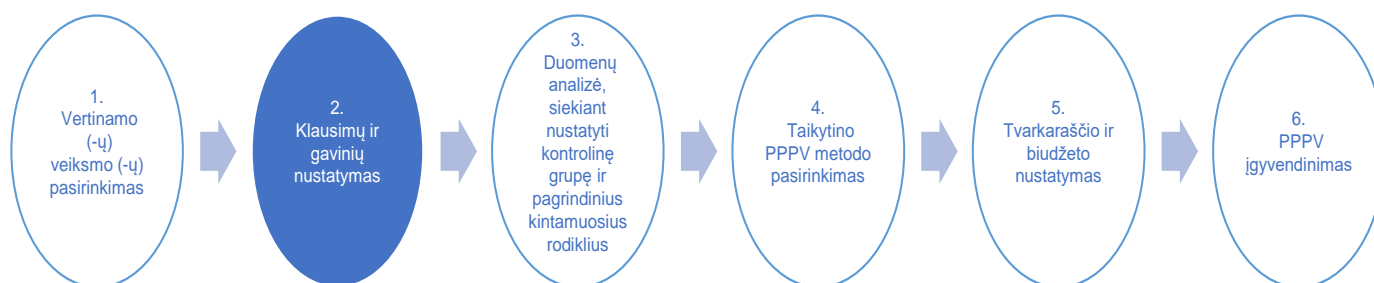 1.
Vertinamo
(-ų)
veiksmo (-ų)
pasirinkimas
2.
Klausimų ir
gavinių
nustatymas
3.
Duomenų
analizė,
siekiant
nustatyti
kontrolinę
grupę ir
pagrindinius
kintamuosius
rodiklius
4.
Taikytino
PPPV metodo
pasirinkimas
5.
Tvarkaraščio ir
biudžeto
nustatymas
6.
PPPV
įgyvendinimas